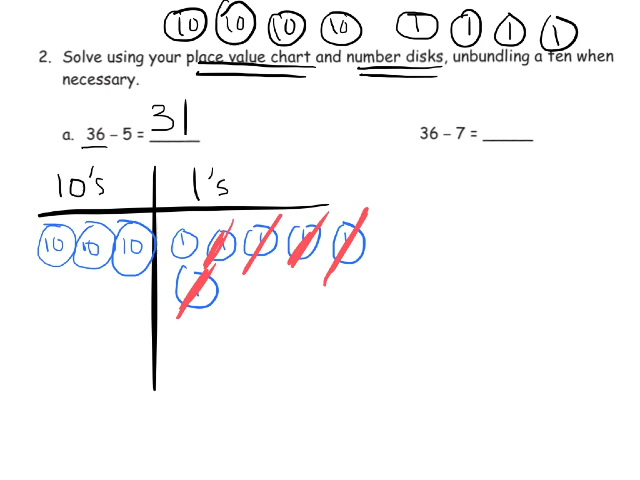 10 10 10 10 1 1 1 1
2. Solve using your place value chart and number disks, unbundling a ten when
necessary.
a. 36 – 5 = 31 36 – 7 = ______
10's 1's
10 10 10 1 1 1 1 1
1